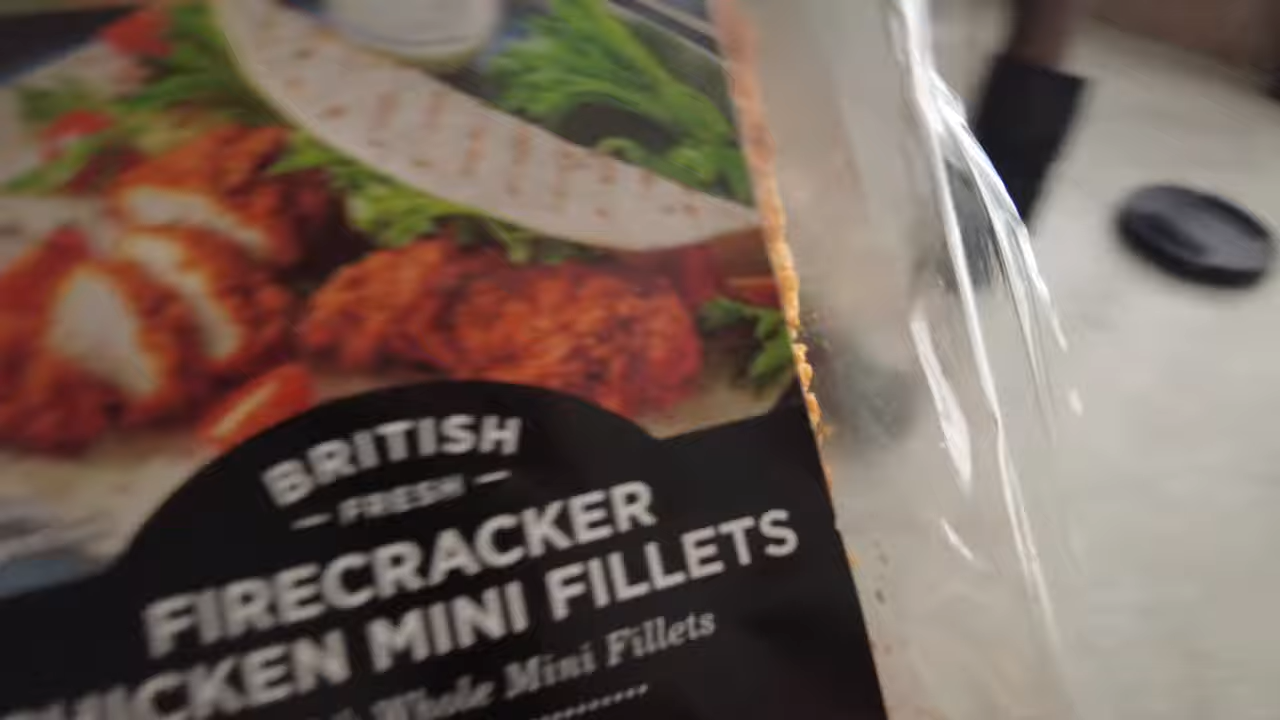 BRITISH
— FRESH —
FIRECRACKER
CHICKEN MINI FILLETS
Whole Mini Fillets